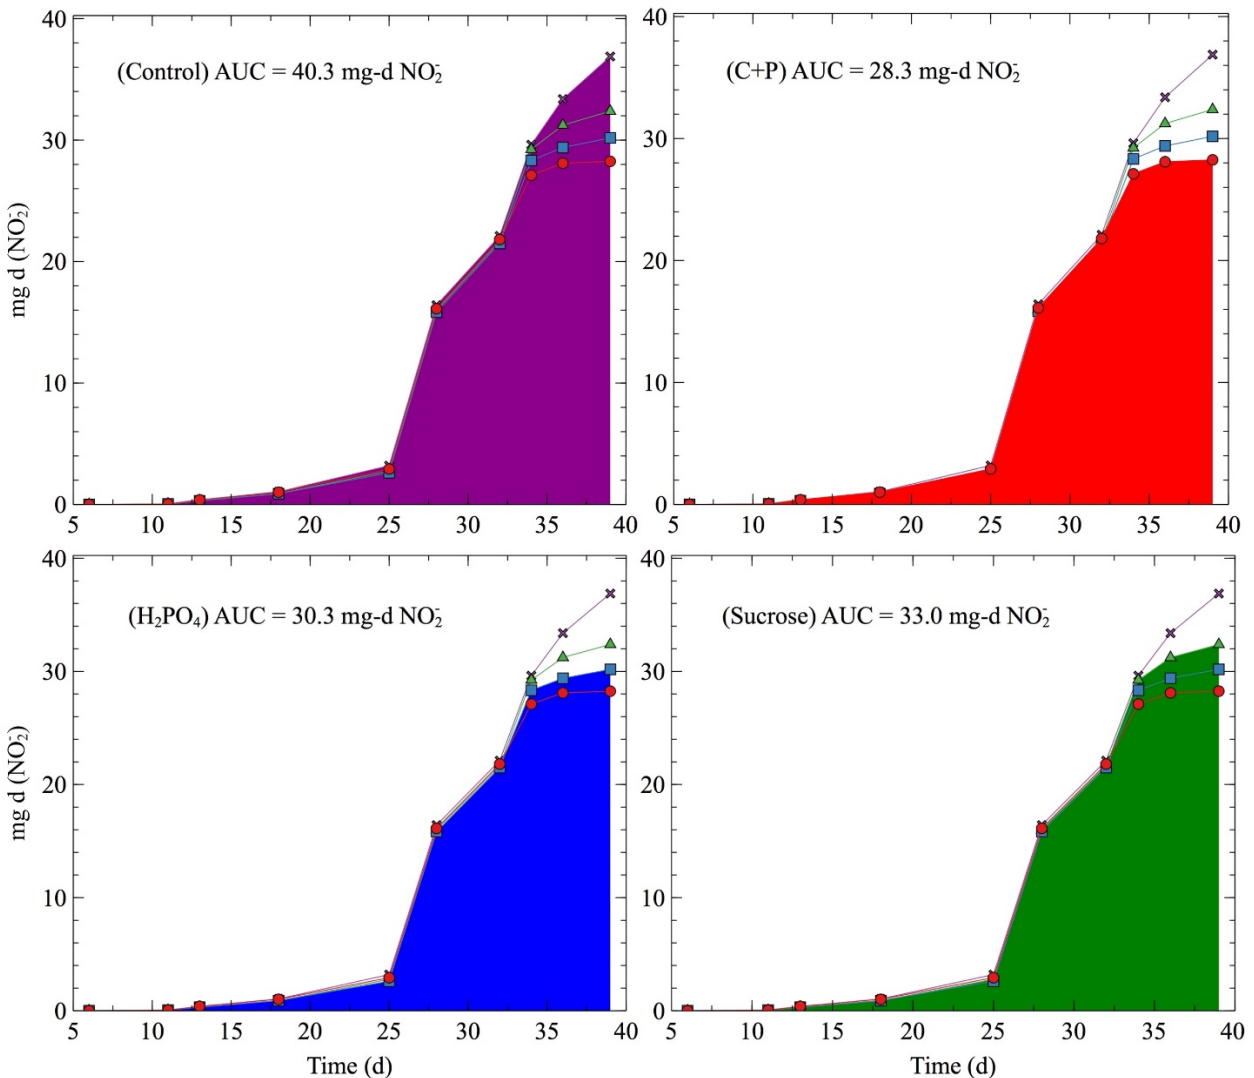 40
(Control) AUC = 40.3 mg-d NO₂⁻
30
20
10
0
mg d (NO₂⁻)
5 10 15 20 25 30 35 40
40
(C+P) AUC = 28.3 mg-d NO₂⁻
30
20
10
0
5 10 15 20 25 30 35 40
40
(H₂PO₄) AUC = 30.3 mg-d NO₂⁻
30
20
10
0
mg d (NO₂⁻)
5 10 15 20 25 30 35 40
Time (d)
40
(Sucrose) AUC = 33.0 mg-d NO₂⁻
30
20
10
0
5 10 15 20 25 30 35 40
Time (d)